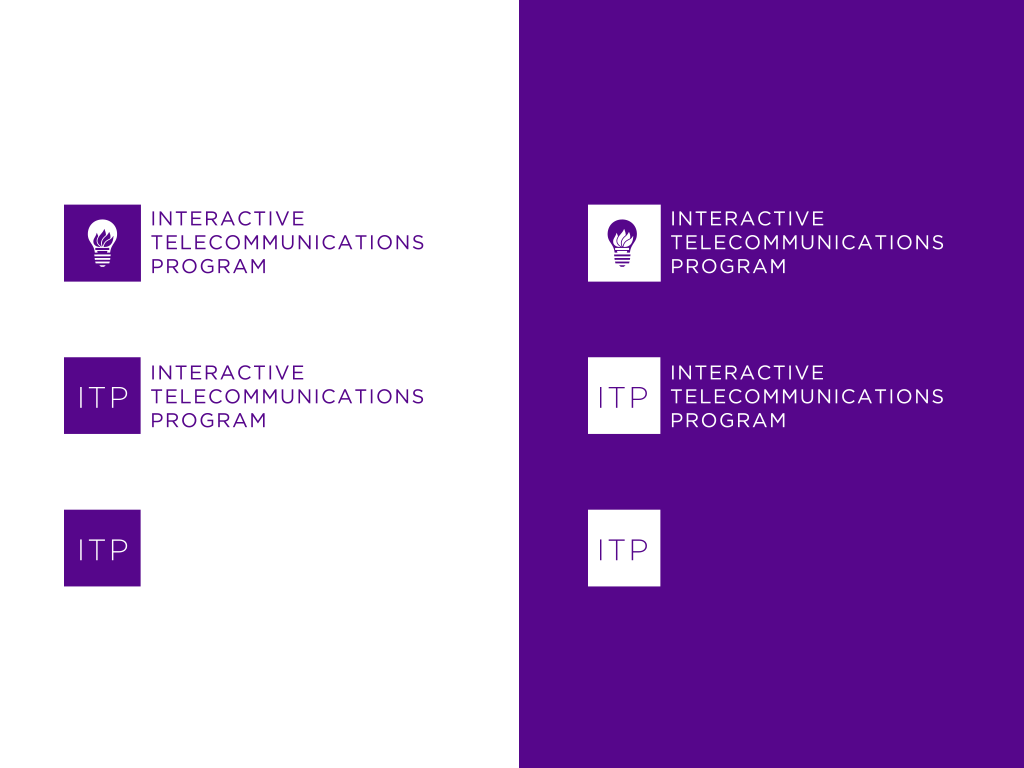 INTERACTIVE
TELECOMMUNICATIONS
PROGRAM
ITP
INTERACTIVE
TELECOMMUNICATIONS
PROGRAM
ITP
INTERACTIVE
TELECOMMUNICATIONS
PROGRAM
ITP
INTERACTIVE
TELECOMMUNICATIONS
PROGRAM
ITP